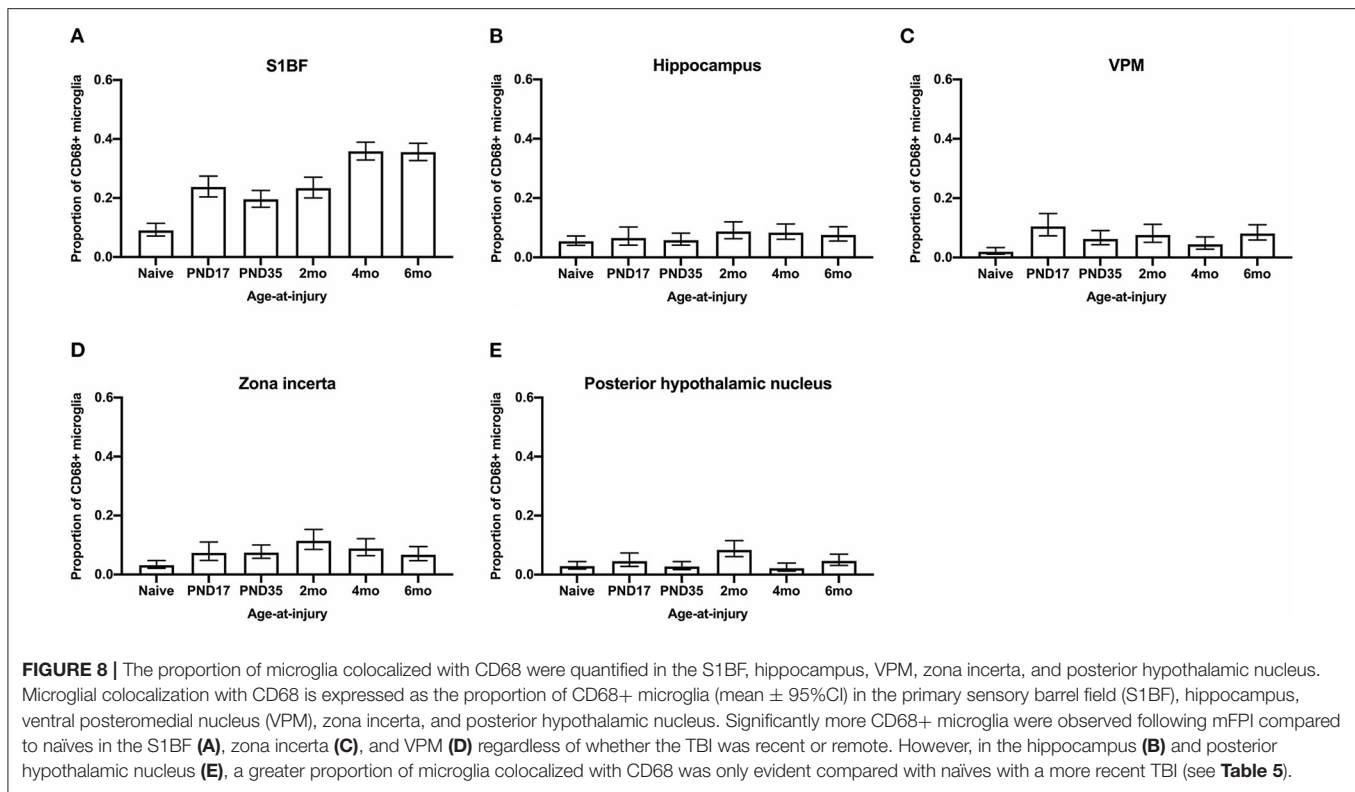 A
S1BF
Proportion of CD68+ microglia
0.6
0.4
0.2
0.0
Naive PND17 PND35 2mo 4mo 6mo
Age-at-injury
B
Hippocampus
Proportion of CD68+ microglia
0.6
0.4
0.2
0.0
Naive PND17 PND35 2mo 4mo 6mo
Age-at-injury
C
VPM
Proportion of CD68+ microglia
0.6
0.4
0.2
0.0
Naive PND17 PND35 2mo 4mo 6mo
Age-at-injury
D
Zona incerta
Proportion of CD68+ microglia
0.6
0.4
0.2
0.0
Naive PND17 PND35 2mo 4mo 6mo
Age-at-injury
E
Posterior hypothalamic nucleus
Proportion of CD68+ microglia
0.6
0.4
0.2
0.0
Naive PND17 PND35 2mo 4mo 6mo
Age-at-injury
FIGURE 8 | The proportion of microglia colocalized with CD68 were quantified in the S1BF, hippocampus, VPM, zona incerta, and posterior hypothalamic nucleus.
Microglial colocalization with CD68 is expressed as the proportion of CD68+ microglia (mean ± 95%CI) in the primary sensory barrel field (S1BF), hippocampus,
ventral posteromedial nucleus (VPM), zona incerta, and posterior hypothalamic nucleus. Significantly more CD68+ microglia were observed following mFPI compared
to naïves in the S1BF (A), zona incerta (C), and VPM (D) regardless of whether the TBI was recent or remote. However, in the hippocampus (B) and posterior
hypothalamic nucleus (E), a greater proportion of microglia colocalized with CD68 was only evident compared with naïves with a more recent TBI (see Table 5).